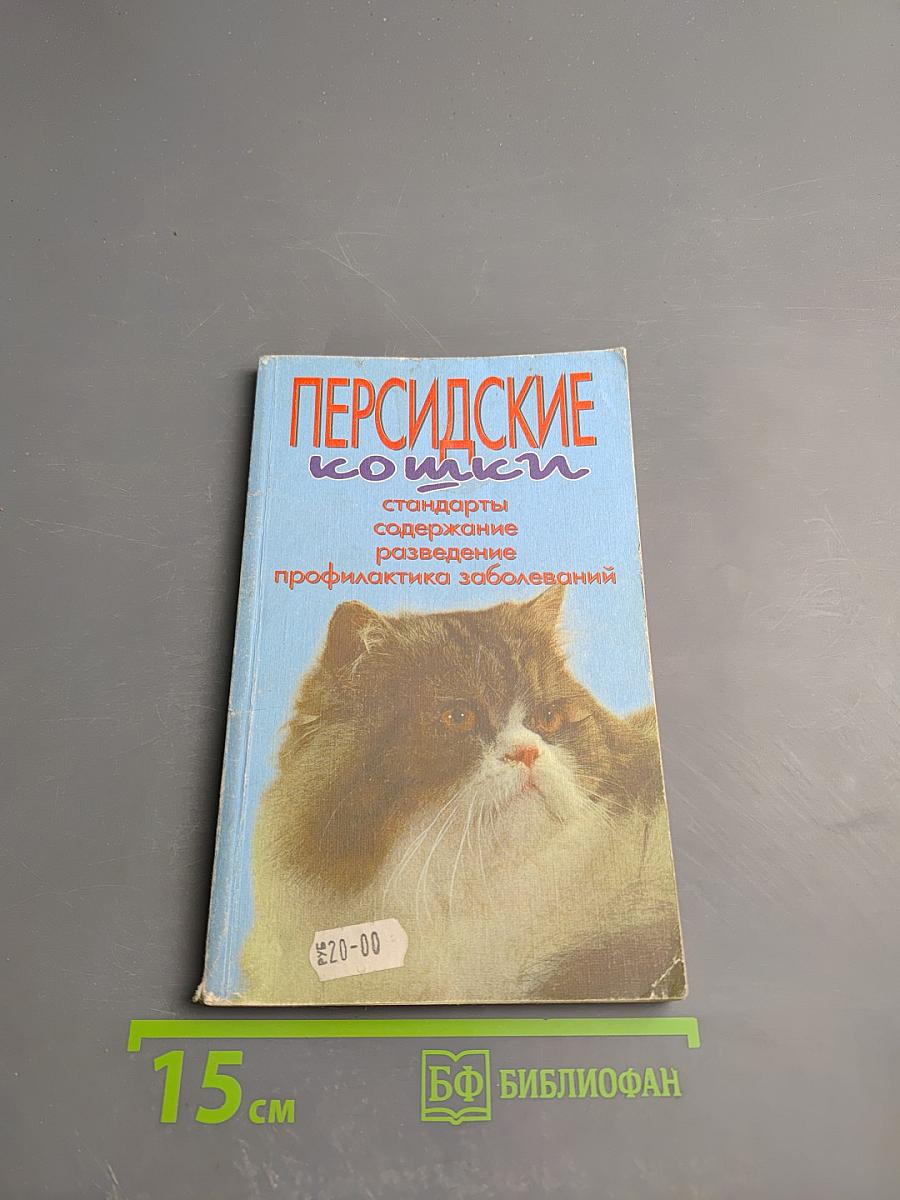 ПЕРСИДСКИЕ
кошки
стандарты
содержание
разведение
профилактика заболеваний
РУБ 20-00
15 см
БФ БИБЛИОФАН